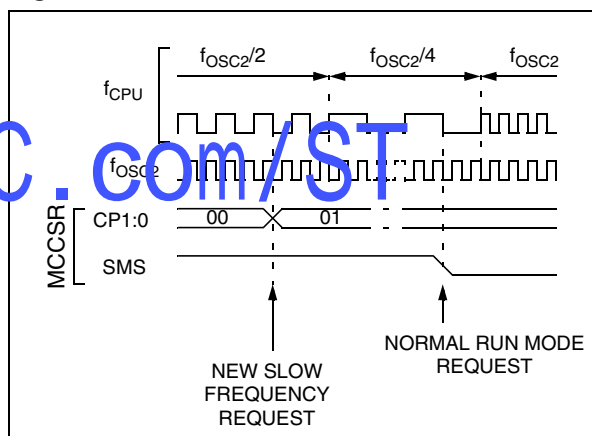 fOSC2/2 fOSC2/4 fOSC2
fCPU
C.com/ST
fOSC2
MCCSR
CP1:0 00 01
SMS
NEW SLOW
FREQUENCY
REQUEST
NORMAL RUN MODE
REQUEST